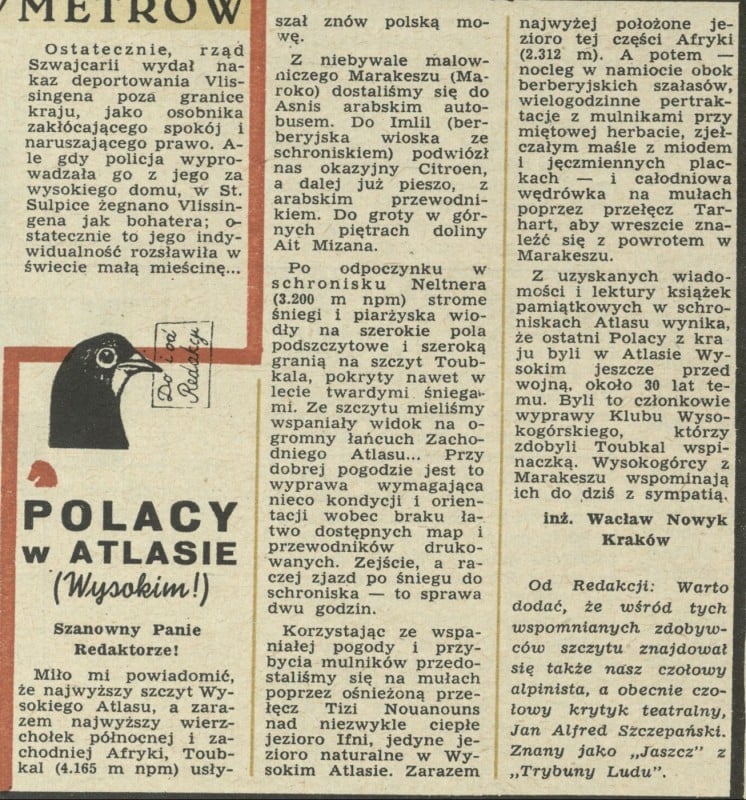 METRÓW
Ostatecznie, rząd
Szwajcarii wydał na-
kaz deportowania Vlis-
singena poza granice
kraju, jako osobnika
zakłócającego spokój i
naruszającego prawo. A-
le gdy policja wypro-
wadzała go z jego za
wysokiego domu, w St.
Sulpice żegnano Vlissin-
gena jak bohatera; o-
statecznie to jego indy-
widualność rozsławiła w
świecie małą mieścinę...
Do i od
Redakcji
POLACY
w ATLASIE
(Wysokim!)
Szanowny Panie
Redaktorze!
Miło mi powiadomić,
że najwyższy szczyt Wy-
sokiego Atlasu, a zara-
zem najwyższy wierz-
chołek północnej i za-
chodniej Afryki, Toub-
kal (4.165 m npm) usły-
szał znów polską mo-
wę.
Z niebywale malow-
niczego Marakeszu (Ma-
roko) dostaliśmy się do
Asnis arabskim auto-
busem. Do Imlil (ber-
beryjska wioska ze
schroniskiem) podwiózł
nas okazyjny Citroen,
a dalej już pieszo, z
arabskim przewodni-
kiem. Do groty w gór-
nych piętrach doliny
Ait Mizana.
Po odpoczynku w
schronisku Neltnera
(3.200 m npm) strome
śniegi i piarżyska wio-
dły na szerokie pola
podszczytowe i szeroką
granią na szczyt Toub-
kala, pokryty nawet w
lecie twardymi śniega-
mi. Ze szczytu mieliśmy
wspaniały widok na o-
gromny łańcuch Zacho-
dniego Atlasu... Przy
dobrej pogodzie jest to
wyprawa wymagająca
nieco kondycji i orien-
tacji wobec braku ła-
two dostępnych map i
przewodników druko-
wanych. Zejście, a ra-
czej zjazd po śniegu do
schroniska — to sprawa
dwu godzin.
Korzystając ze wspa-
niałej pogody i przy-
bycia mulników przedo-
staliśmy się na mułach
poprzez ośnieżoną prze-
łęcz Tizi Nouanouns
nad niezwykle ciepłe
jezioro Ifni, jedyne je-
zioro naturalne w Wy-
sokim Atlasie. Zarazem
najwyżej położone je-
zioro tej części Afryki
(2.312 m). A potem —
nocleg w namiocie obok
berberyjskich szałasów,
wielogodzinne pertrak-
tacje z mulnikami przy
miętowej herbacie, zjeł-
czałym maśle z miodem
i jęczmiennych plac-
kach — i całodniowa
wędrówka na mułach
poprzez przełęcz Tar-
hart, aby wreszcie zna-
leźć się z powrotem w
Marakeszu.
Z uzyskanych wiado-
mości i lektury książek
pamiątkowych w schro-
niskach Atlasu wynika,
że ostatni Polacy z kra
ju byli w Atlasie Wy-
sokim jeszcze przed
wojną, około 30 lat te-
mu. Byli to członkowie
wyprawy Klubu Wyso-
kogórskiego, którzy
zdobyli Toubkal wspi-
naczką. Wysokogórcy z
Marakeszu wspominają
ich do dziś z sympatią.
inż. Wacław Nowyk
Kraków
Od Redakcji: Warto
dodać, że wśród tych
wspomnianych zdobyw-
ców szczytu znajdował
się także nasz czołowy
alpinista, a obecnie czo-
łowy krytyk teatralny,
Jan Alfred Szczepański.
Znany jako „Jaszcz" z
„Trybuny Ludu".